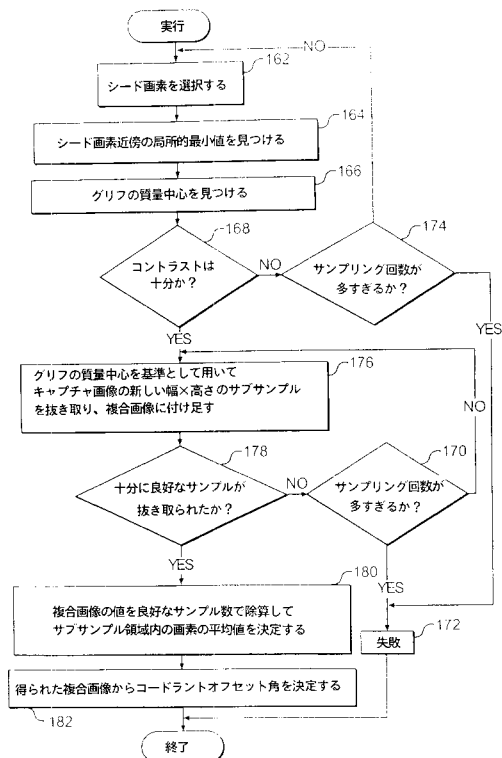 実行
NO
162
シード画素を選択する
164
シード画素近傍の局所的最小値を見つける
166
グリフの質量中心を見つける
168
174
コントラストは
十分か?
NO
サンプリング回数が
多すぎるか?
YES
YES
176
グリフの質量中心を基準として用いて
キャプチャ画像の新しい幅×高さのサブサンプル
を抜き取り、複合画像に付け足す
NO
178
170
十分に良好なサンプルが
抜き取られたか?
NO
サンプリング回数が
多すぎるか?
YES
YES
180
複合画像の値を良好なサンプル数で除算して
サブサンプル領域内の画素の平均値を決定する
172
失敗
得られた複合画像からコードラントオフセット角を決定する
182
終了